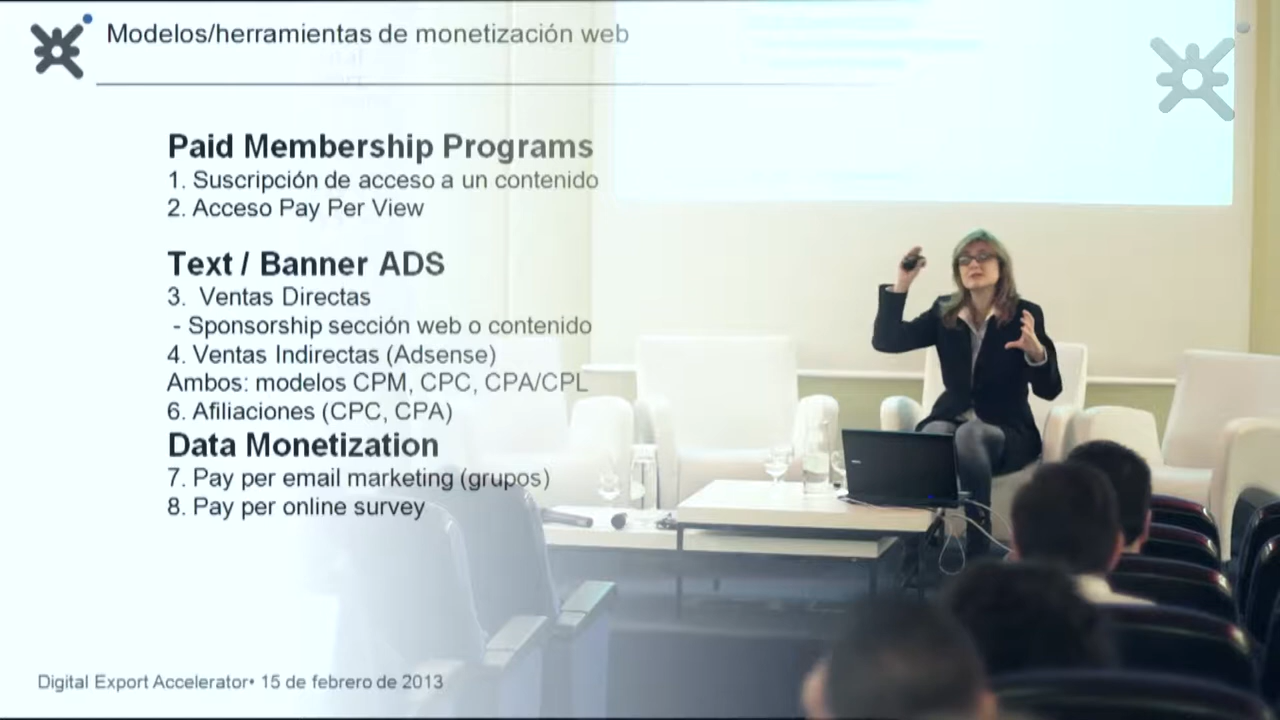 Modelos/herramientas de monetización web
Paid Membership Programs
1. Suscripción de acceso a un contenido
2. Acceso Pay Per View
Text / Banner ADS
3.  Ventas Directas
- Sponsorship sección web o contenido
4. Ventas Indirectas (Adsense)
Ambos: modelos CPM, CPC, CPA/CPL
6. Afiliaciones (CPC, CPA)
Data Monetization
7. Pay per email marketing (grupos)
8. Pay per online survey
Digital Export Accelerator• 15 de febrero de 2013